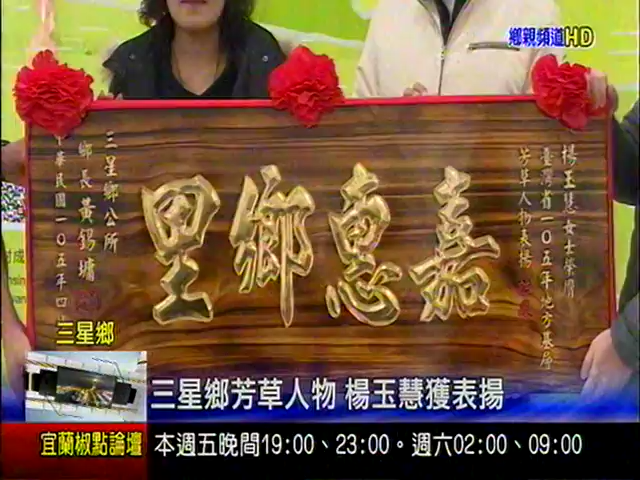 鄉親頻道HD
楊玉慧女士榮膺
臺灣省一〇五年地方基層
芳草人物表揚
嘉惠鄉里
三星鄉公所
鄉長黃錫墉
中華民國一〇五年四
三星鄉
三星鄉芳草人物 楊玉慧獲表揚
宜蘭椒點論壇
本週五晚間19:00、23:00。週六02:00、09:00